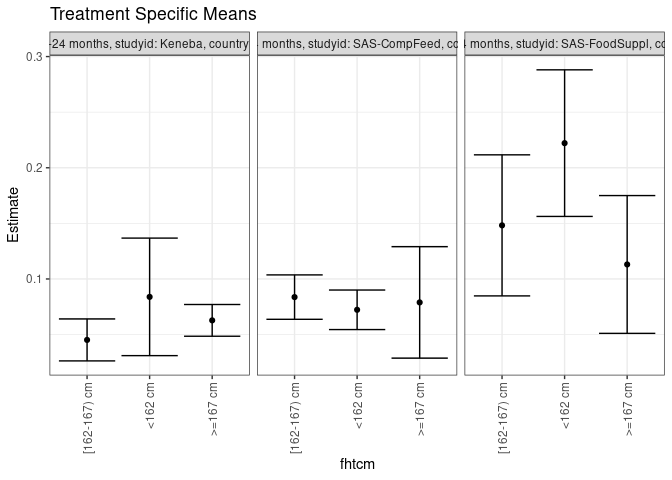 Treatment Specific Means
-24 months, studyid: Keneba, country
months, studyid: SAS-CompFeed, co
months, studyid: SAS-FoodSuppl, co
0.3
0.2
0.1
Estimate
[162-167) cm
<162 cm
>=167 cm
[162-167) cm
<162 cm
>=167 cm
[162-167) cm
<162 cm
>=167 cm
fhtcm